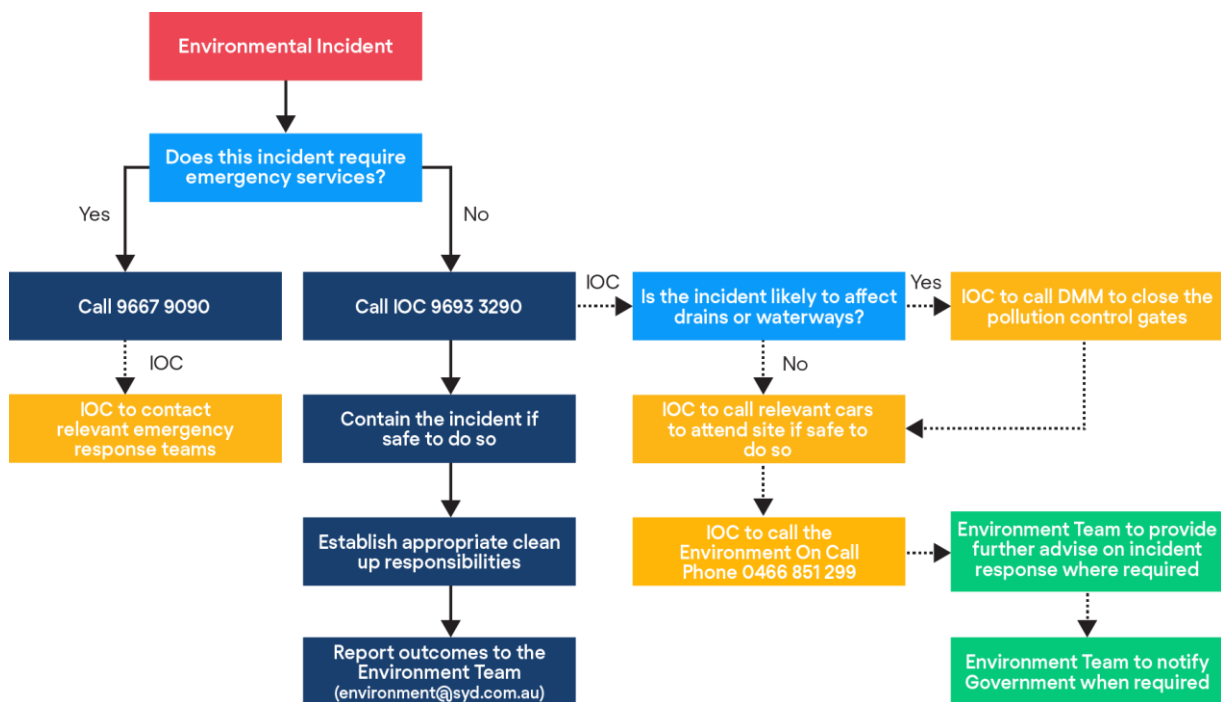 Environmental Incident
Does this incident require
emergency services?
Yes
No
Call 9667 9090
Call IOC 9693 3290
IOC
Is the incident likely to affect
drains or waterways?
Yes
IOC to call DMM to close the
pollution control gates
IOC
No
IOC to contact
relevant emergency
response teams
Contain the incident if
safe to do so
IOC to call relevant cars
to attend site if safe to
do so
Establish appropriate clean
up responsibilities
IOC to call the
Environment On Call
Phone 0466 851 299
Environment Team to provide
further advise on incident
response where required
Report outcomes to the
Environment Team
(environment@syd.com.au)
Environment Team to notify
Government when required